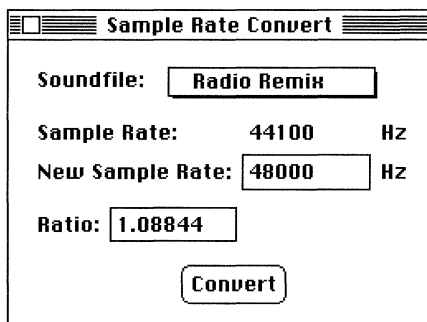 Sample Rate Convert
Soundfile: Radio Remix
Sample Rate: 44100 Hz
New Sample Rate: 48000 Hz
Ratio: 1.08844
Convert